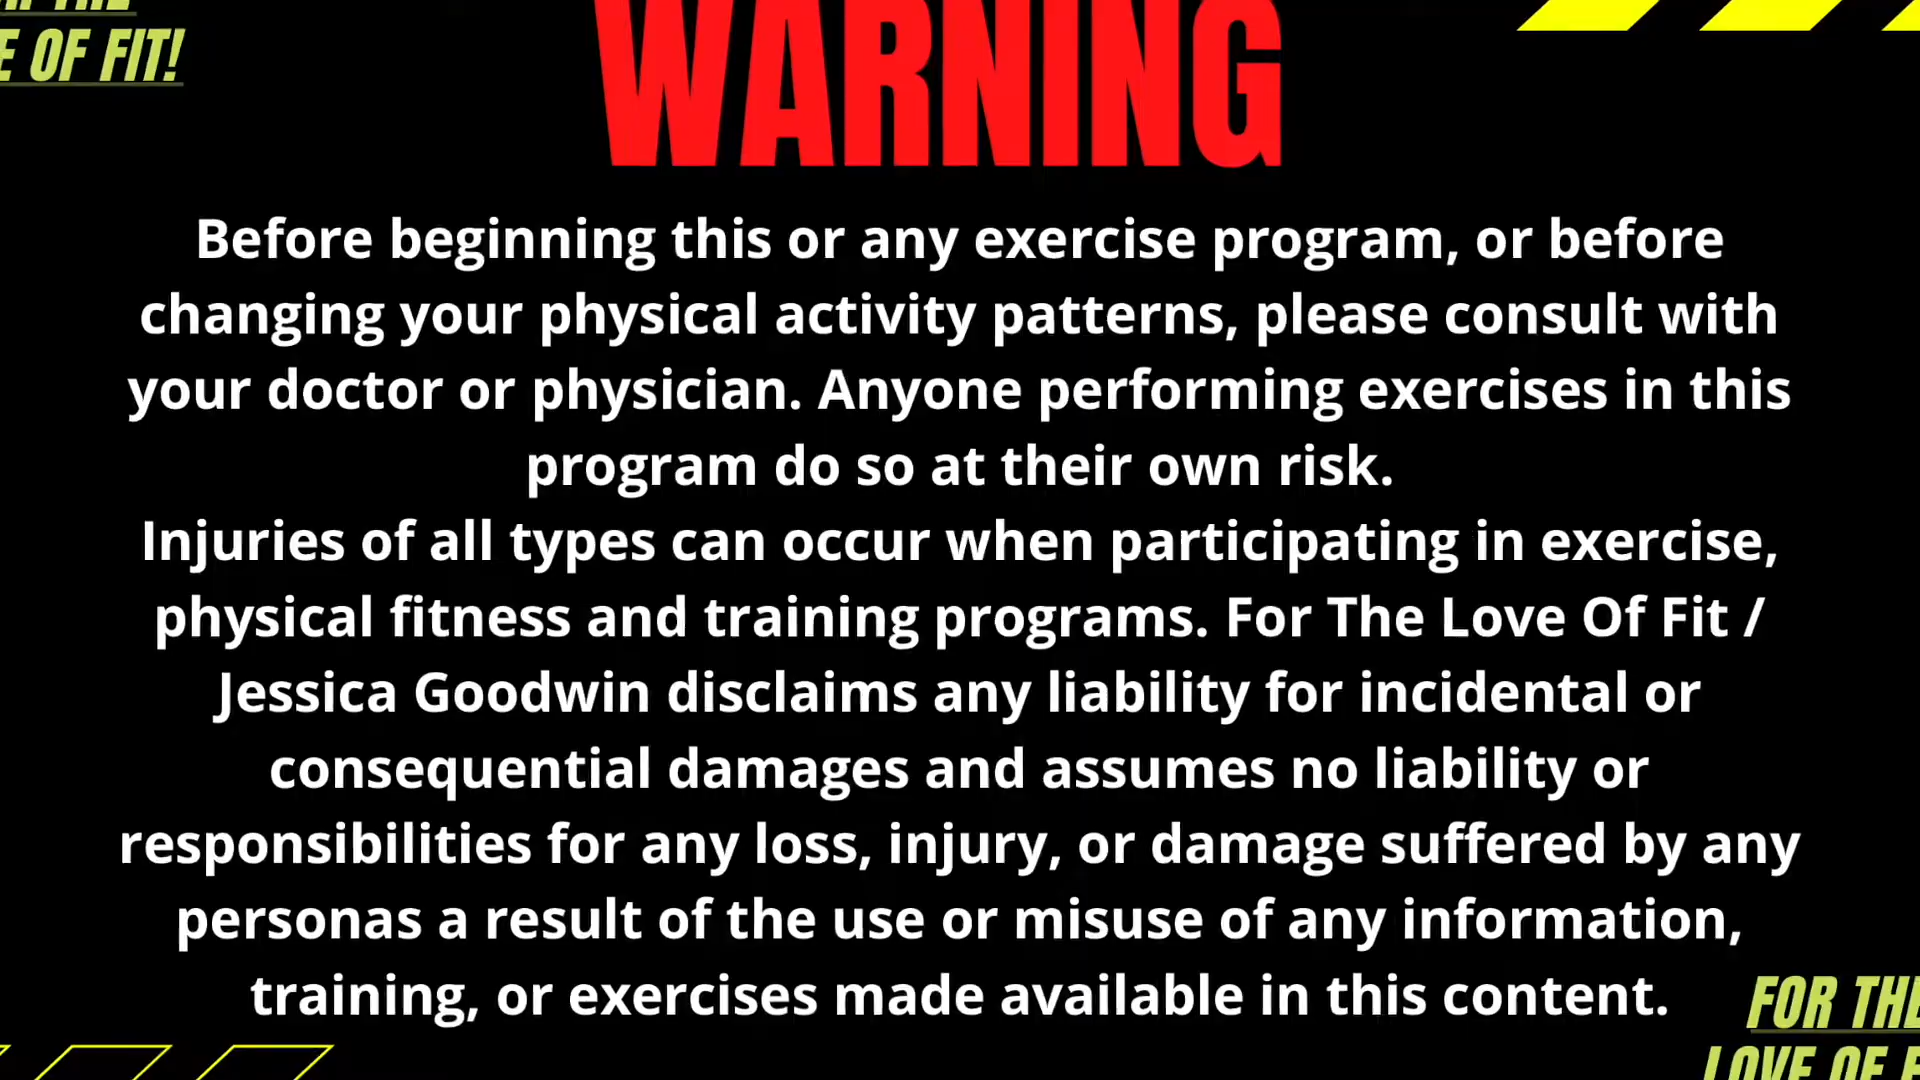 E OF FIT!
WARNING
Before beginning this or any exercise program, or before
changing your physical activity patterns, please consult with
your doctor or physician. Anyone performing exercises in this
program do so at their own risk.
Injuries of all types can occur when participating in exercise,
physical fitness and training programs. For The Love Of Fit /
Jessica Goodwin disclaims any liability for incidental or
consequential damages and assumes no liability or
responsibilities for any loss, injury, or damage suffered by any
personas a result of the use or misuse of any information,
training, or exercises made available in this content.
FOR THE
LOVE OF F